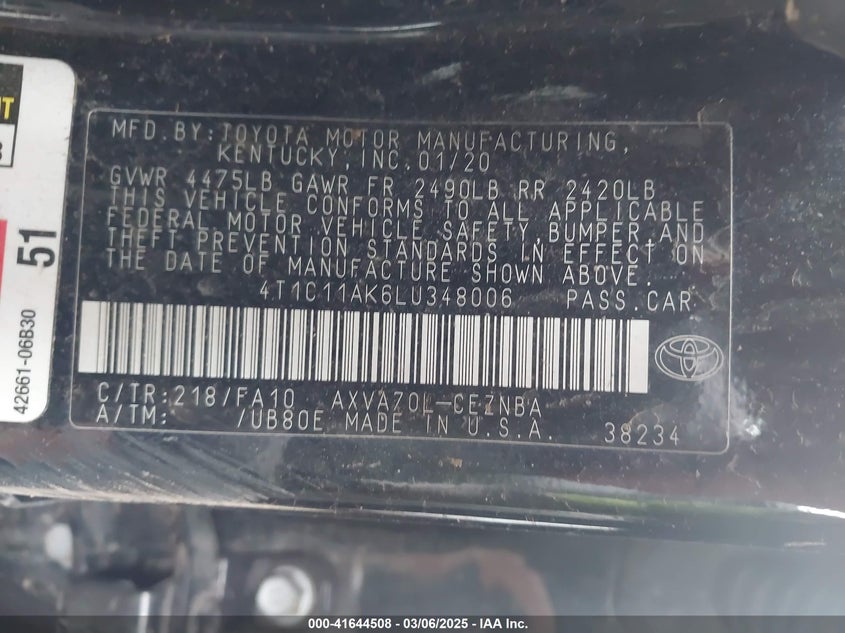 MFD.BY:TOYOTA MOTOR MANUFACTURING,
KENTUCKY,INC.01/20
GVWR 4475LB GAWR FR 2490LB RR 2420LB
THIS VEHICLE CONFORMS TO ALL APPLICABLE
FEDERAL MOTOR VEHICLE SAFETY,BUMPER,AND
THEFT PREVENTION STANDARDS IN EFFECT ON
THE DATE OF MANUFACTURE SHOWN ABOVE.
4T1C11AK6LU348006 PASS.CAR
C/TR:218/FA10 AXVA70L-CEZNBA
A/TM: /UB80E MADE IN U.S.A. 38234
51
42661-06B30
000-41644508 - 03/06/2025 - IAA Inc.